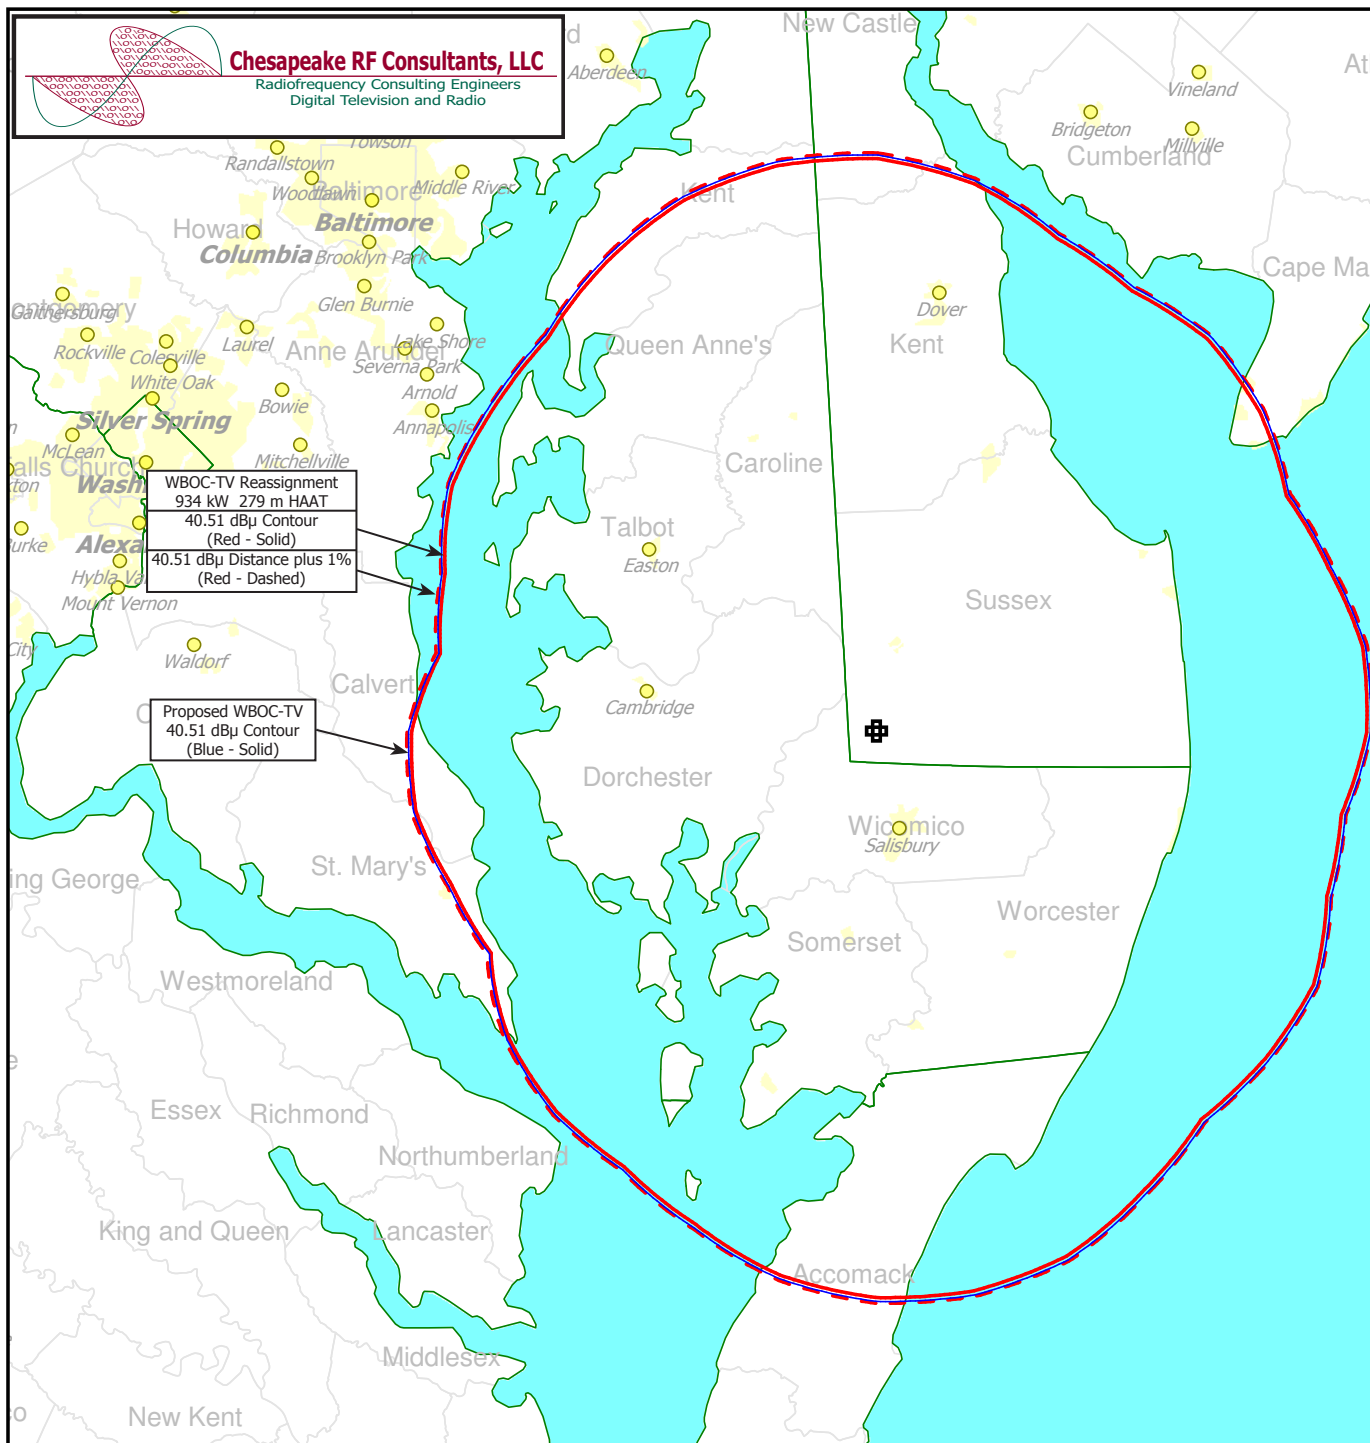 Chesapeake RF Consultants, LLC
Radiofrequency Consulting Engineers
Digital Television and Radio
New Castle
Aberdeen
Vineland
Bridgeton
Millville
Cumberland
Towson
Randallstown
Woodlawn
Baltimore
Middle River
Kent
Howard
Baltimore
Columbia
Brooklyn Park
Cape Ma
Gaithersburg
Glen Burnie
Dover
Rockville
Colesville
Laurel
Anne Arundel
Lake Shore
Queen Anne's
Kent
White Oak
Severna Park
Arnold
Bowie
Silver Spring
Annapolis
McLean
Mitchellville
alls Church
Caroline
WBOC-TV Reassignment
934 kW 279 m HAAT
40.51 dBµ Contour
(Red - Solid)
40.51 dBµ Distance plus 1%
(Red - Dashed)
Talbot
Easton
Hybla Va
Mount Vernon
Sussex
City
Waldorf
Calvert
Cambridge
Proposed WBOC-TV
40.51 dBµ Contour
(Blue - Solid)
Dorchester
Wicomico
Salisbury
St. Mary's
ing George
Worcester
Somerset
Westmoreland
Essex
Richmond
Northumberland
King and Queen
Lancaster
Accomack
Middlesex
New Kent